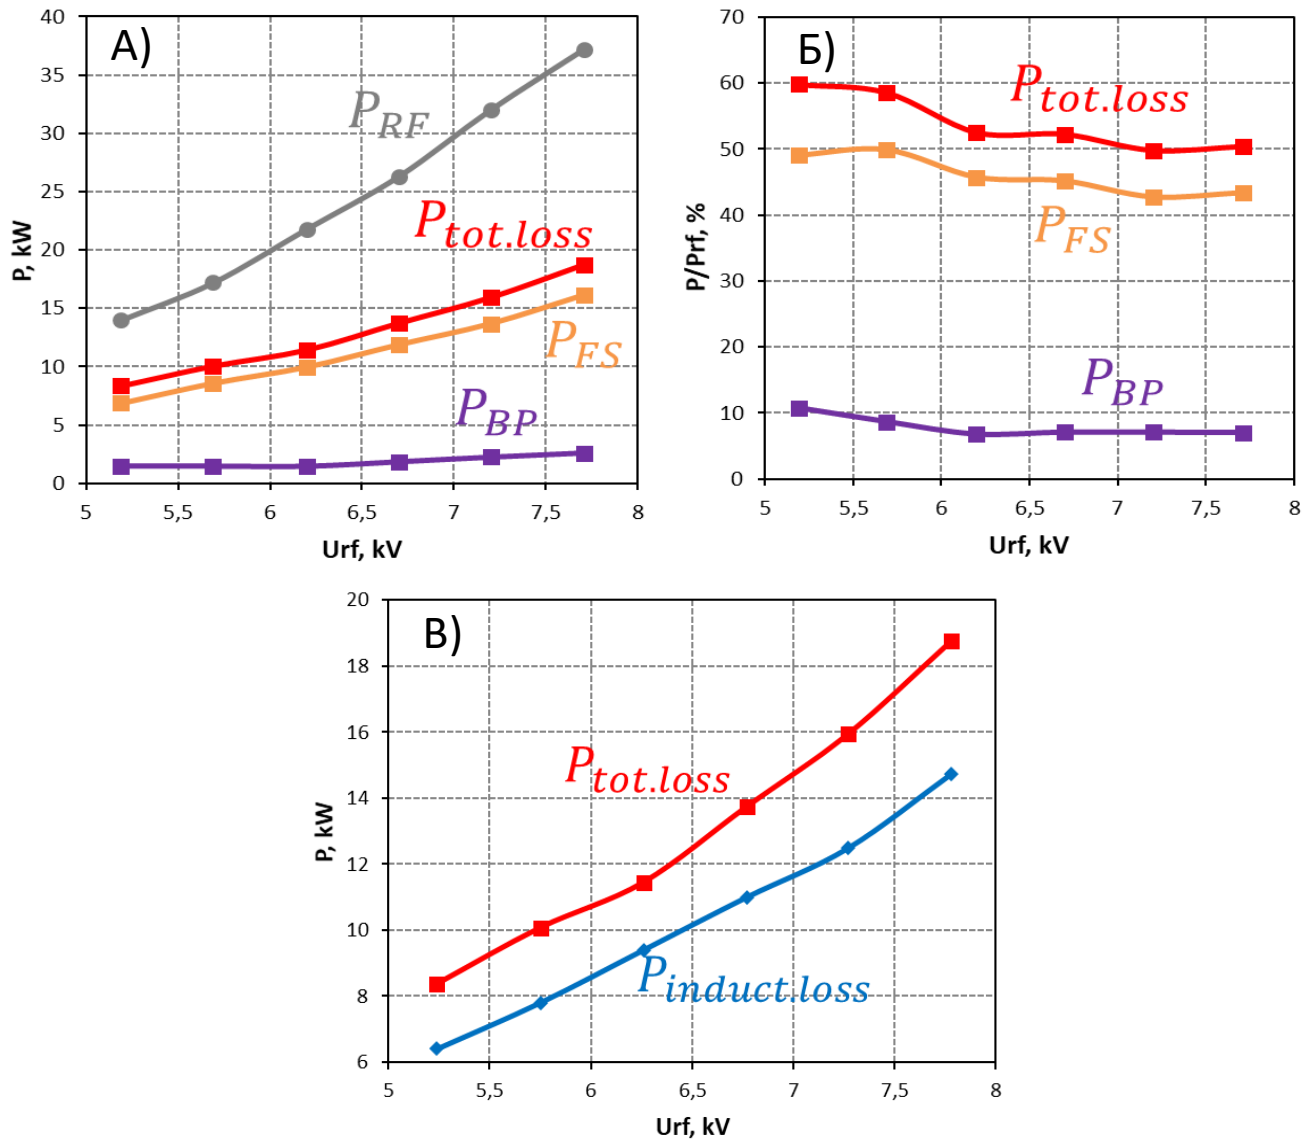 А)
40
35
30
25
20
15
10
5
0
P, kW
P_RF
P_tot.loss
P_FS
P_BP
5 5,5 6 6,5 7 7,5 8
Urf, kV
Б)
70
60
50
40
30
20
10
0
P/Prf, %
P_tot.loss
P_FS
P_BP
5 5,5 6 6,5 7 7,5 8
Urf, kV
В)
20
18
16
14
12
10
8
6
P, kW
P_tot.loss
P_induct.loss
5 5,5 6 6,5 7 7,5 8
Urf, kV